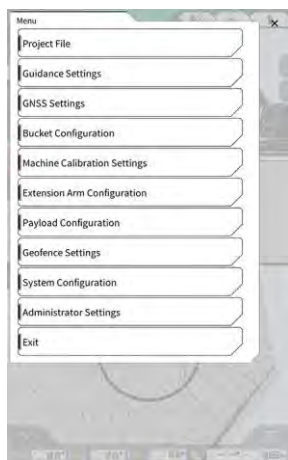 Menu
Project File
Guidance Settings
GNSS Settings
Bucket Configuration
Machine Calibration Settings
Extension Arm Configuration
Payload Configuration
Geofence Settings
System Configuration
Administrator Settings
Exit